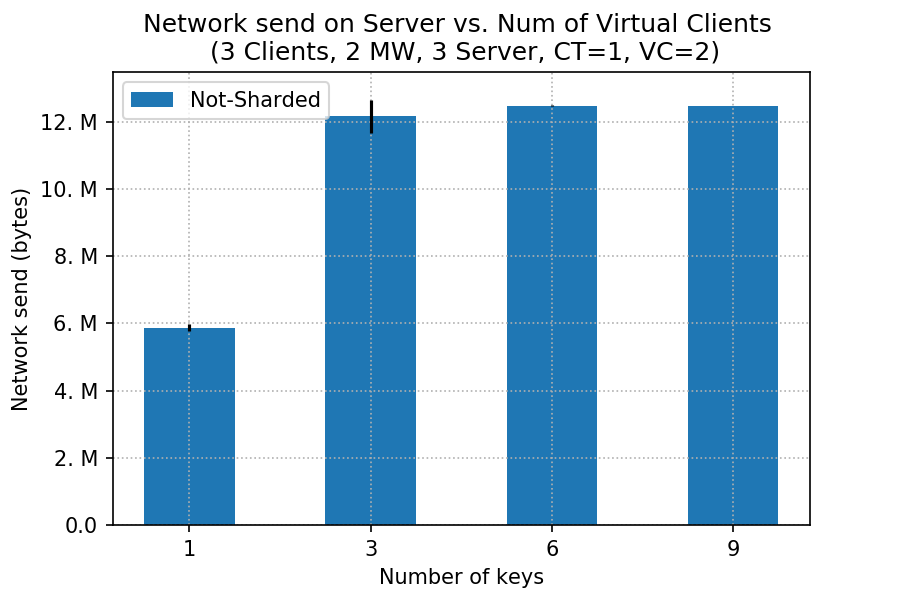 Network send on Server vs. Num of Virtual Clients
(3 Clients, 2 MW, 3 Server, CT=1, VC=2)
Not-Sharded
12. M
10. M
8. M
6. M
4. M
2. M
0.0
Network send (bytes)
1 3 6 9
Number of keys